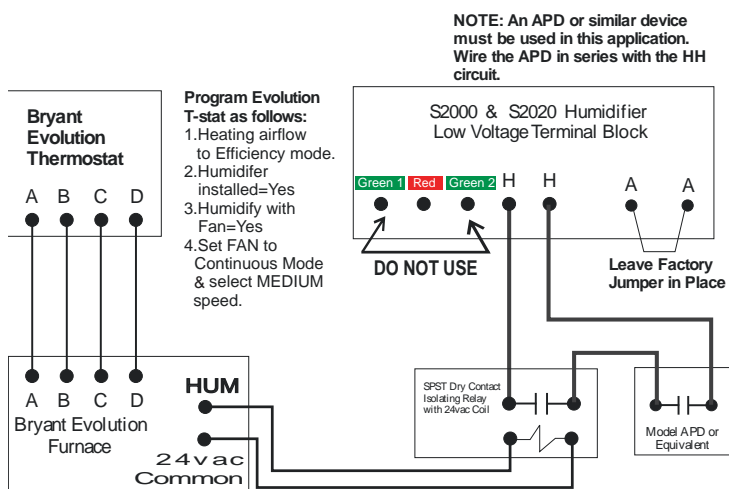 NOTE: An APD or similar device
must be used in this application.
Wire the APD in series with the HH
circuit.
Bryant
Evolution
Thermostat
A B C D
Program Evolution
T-stat as follows:
1.Heating airflow
to Efficiency mode.
2.Humidifer
installed=Yes
3.Humidify with
Fan=Yes
4.Set FAN to
Continuous Mode
& select MEDIUM
speed.
S2000 & S2020 Humidifier
Low Voltage Terminal Block
Green 1 Red Green 2 H H A A
DO NOT USE
Leave Factory
Jumper in Place
A B C D
Bryant Evolution
Furnace
HUM
24vac
Common
SPST Dry Contact
Isolating Relay
with 24vac Coil
Model APD or
Equivalent